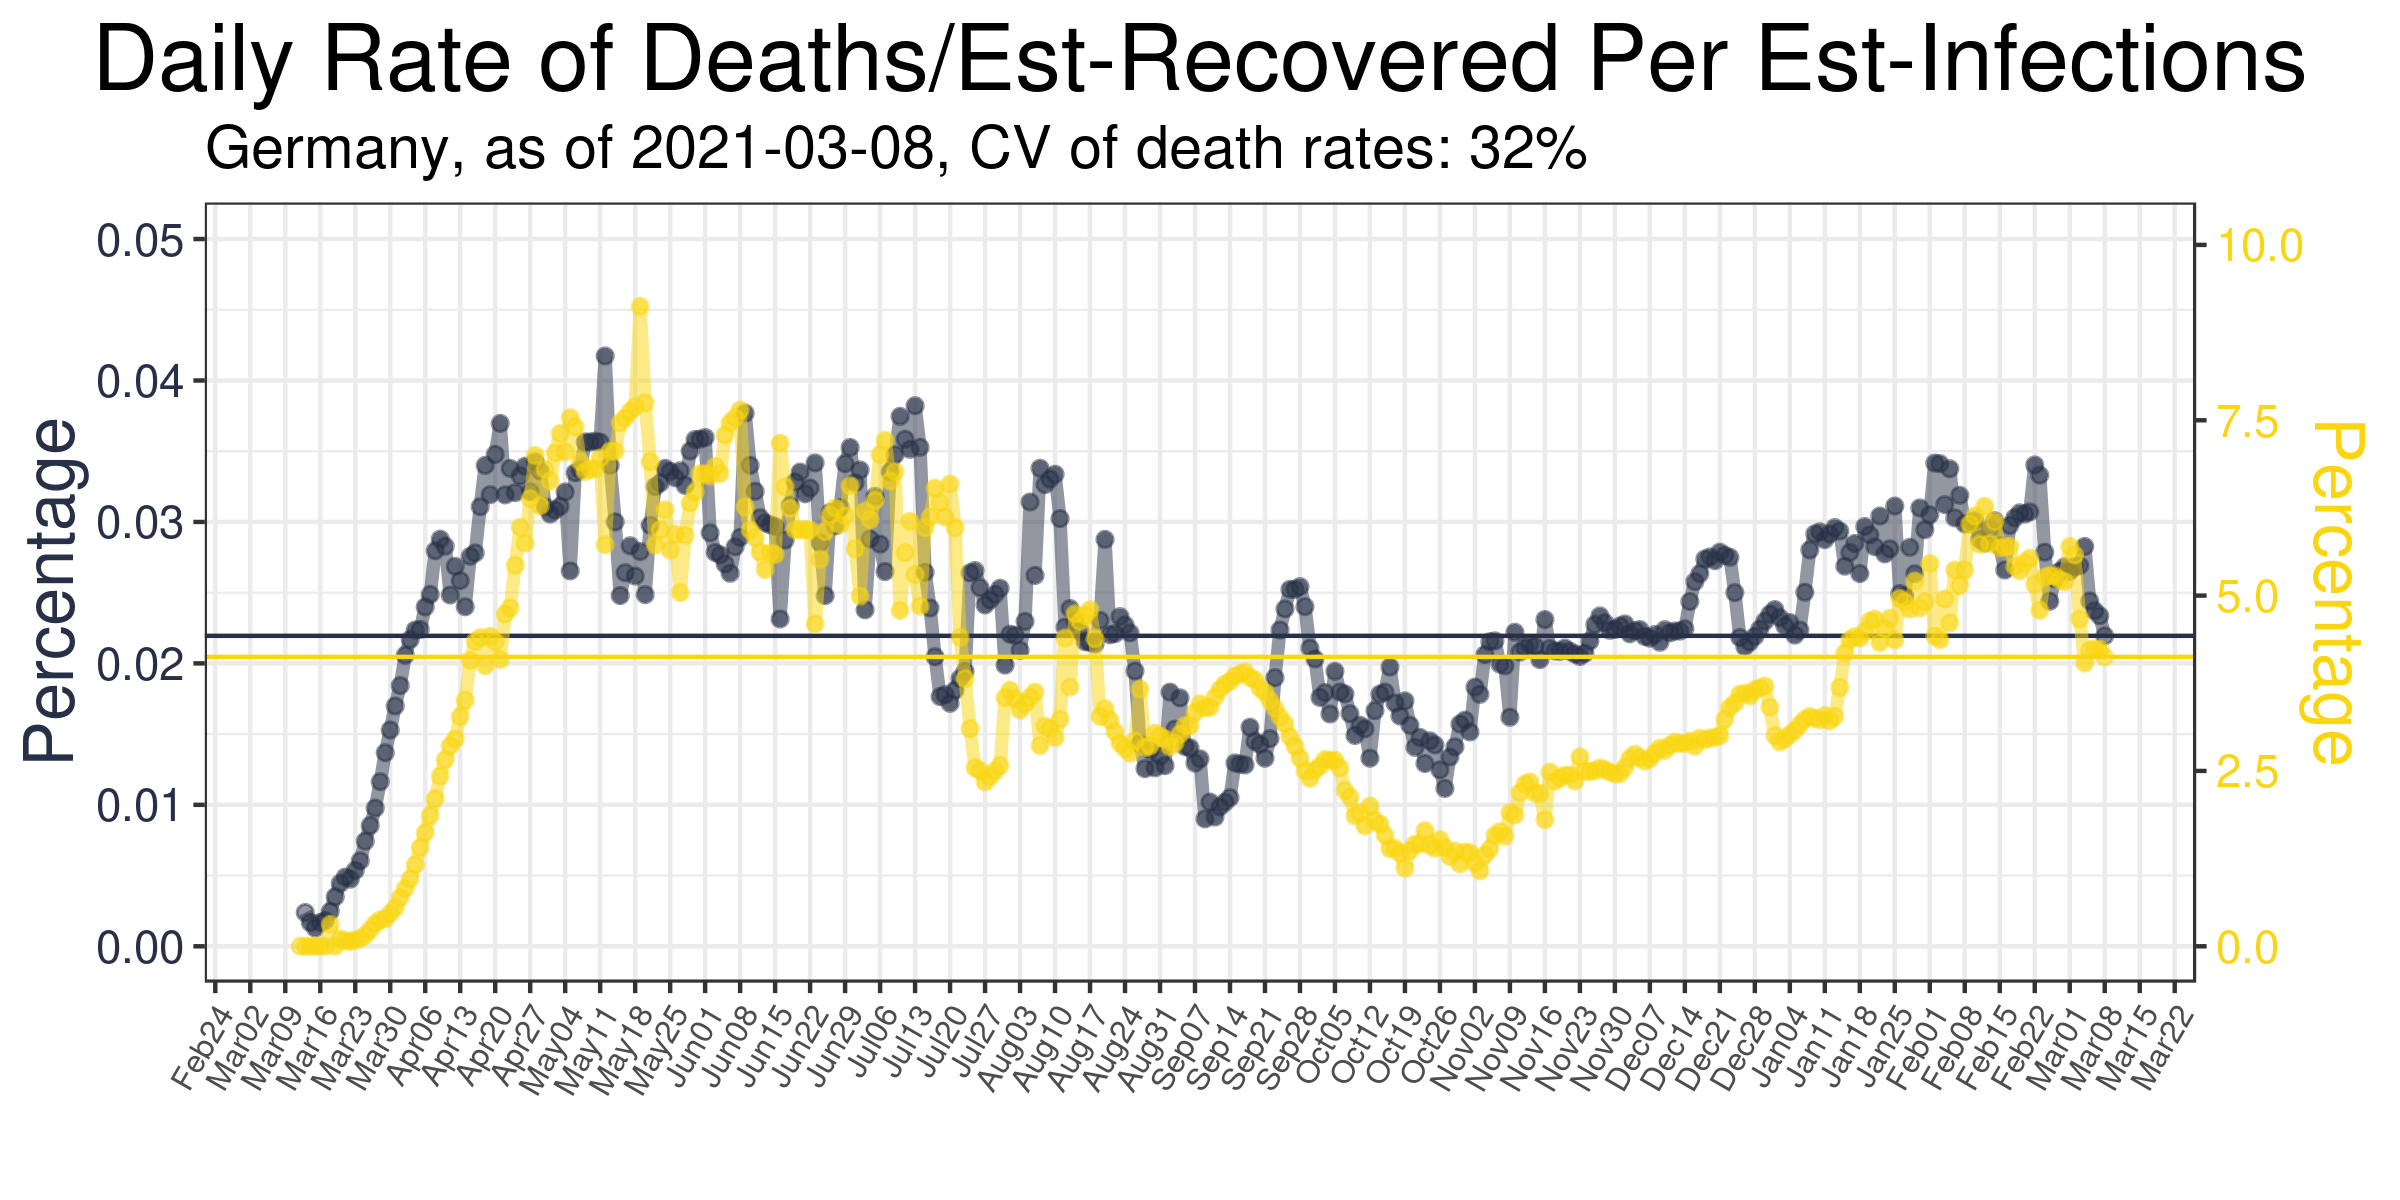 Daily Rate of Deaths/Est-Recovered Per Est-Infections
Germany, as of 2021-03-08, CV of death rates: 32%
Percentage
0.05
0.04
0.03
0.02
0.01
0.00
10.0
7.5
5.0
2.5
0.0
Percentage
Feb24
Mar02
Mar09
Mar16
Mar23
Mar30
Apr06
Apr13
Apr20
Apr27
May04
May11
May18
May25
Jun01
Jun08
Jun15
Jun22
Jun29
Jul06
Jul13
Jul20
Jul27
Aug03
Aug10
Aug17
Aug24
Aug31
Sep07
Sep14
Sep21
Sep28
Oct05
Oct12
Oct19
Oct26
Nov02
Nov09
Nov16
Nov23
Nov30
Dec07
Dec14
Dec21
Dec28
Jan04
Jan11
Jan18
Jan25
Feb01
Feb08
Feb15
Feb22
Mar01
Mar08
Mar15
Mar22